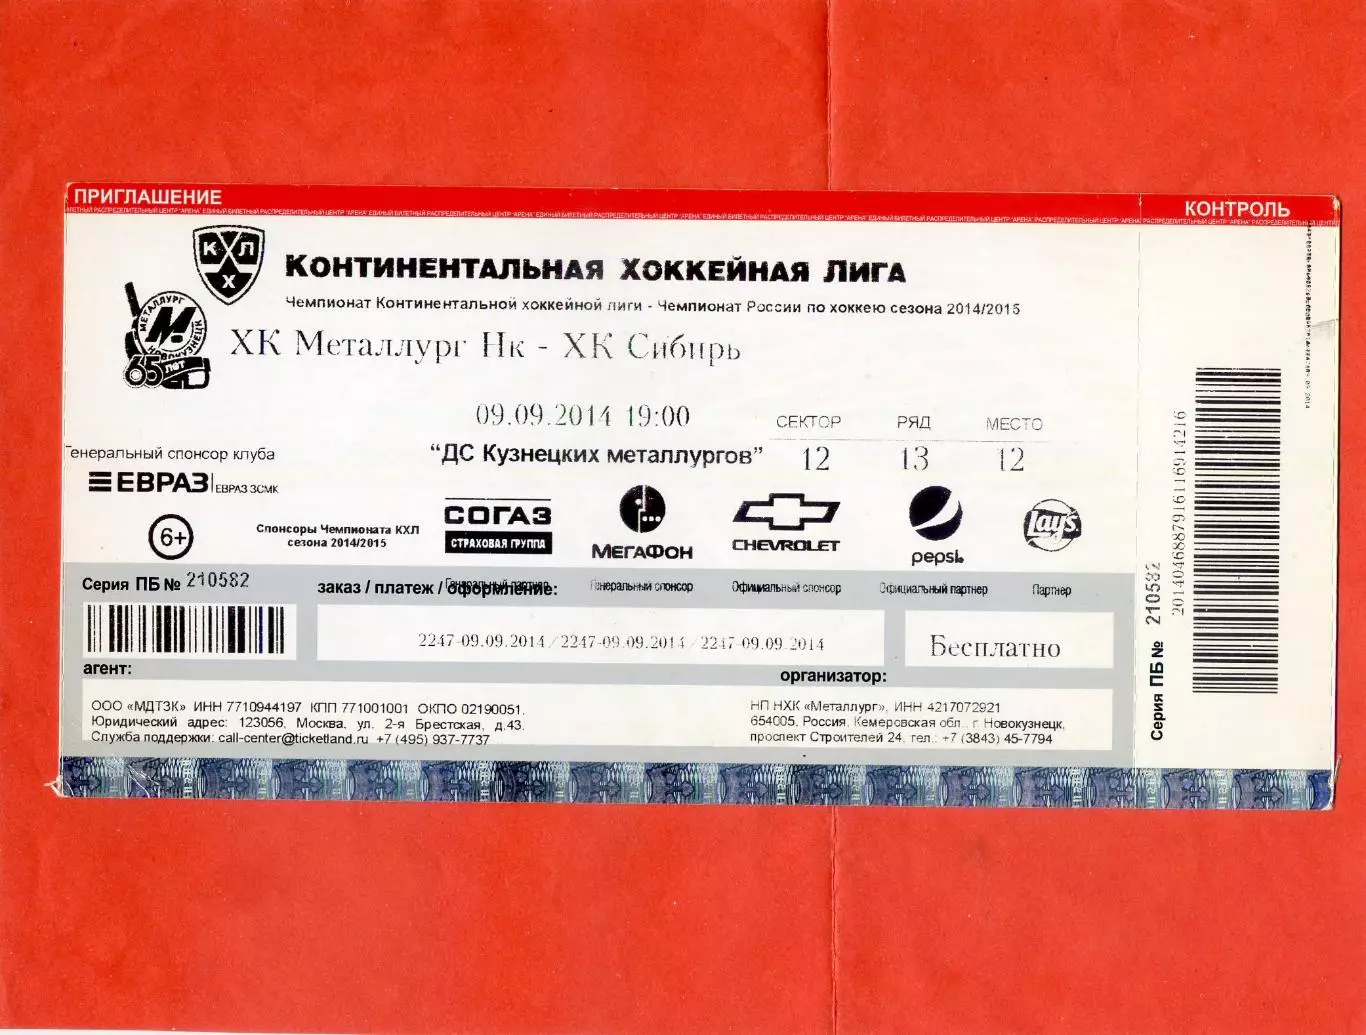 ПРИГЛАШЕНИЕ
КОНТРОЛЬ
ЕДИНЫЙ БИЛЕТНЫЙ РАСПРЕДЕЛИТЕЛЬНЫЙ ЦЕНТР "АРЕНА"
КХЛ
КОНТИНЕНТАЛЬНАЯ ХОККЕЙНАЯ ЛИГА
Чемпионат Континентальной хоккейной лиги - Чемпионат России по хоккею сезона 2014/2015
МЕТАЛЛУРГ
М
НОВОКУЗНЕЦК
65 лет
ХК Металлург Нк - ХК Сибирь
09.09.2014 19:00
СЕКТОР РЯД МЕСТО
"ДС Кузнецких металлургов" 12 13 12
Генеральный спонсор клуба
ЕВРАЗ ЕВРАЗ ЗСМК
6+
Спонсоры Чемпионата КХЛ
сезона 2014/2015
СОГАЗ
СТРАХОВАЯ ГРУППА
МЕГАФОН
CHEVROLET
pepsi
Lay's
Серия ПБ № 210582
заказ / платеж / оформление:
Генеральный партнер
Генеральный спонсор
Официальный спонсор
Официальный партнер
Партнер
2247-09.09.2014 / 2247-09.09.2014 / 2247-09.09.2014
Бесплатно
агент:
организатор:
ООО «МДТЗК» ИНН 7710944197 КПП 771001001 ОКПО 02190051.
Юридический адрес: 123056, Москва, ул. 2-я Брестская, д.43.
Служба поддержки: call-center@ticketland.ru +7 (495) 937-7737
НП НХК «Металлург», ИНН 4217072921
654005, Россия, Кемеровская обл., г. Новокузнецк,
проспект Строителей 24, тел.: +7 (3843) 45-7794
Серия ПБ № 210582
2014046887916116914216